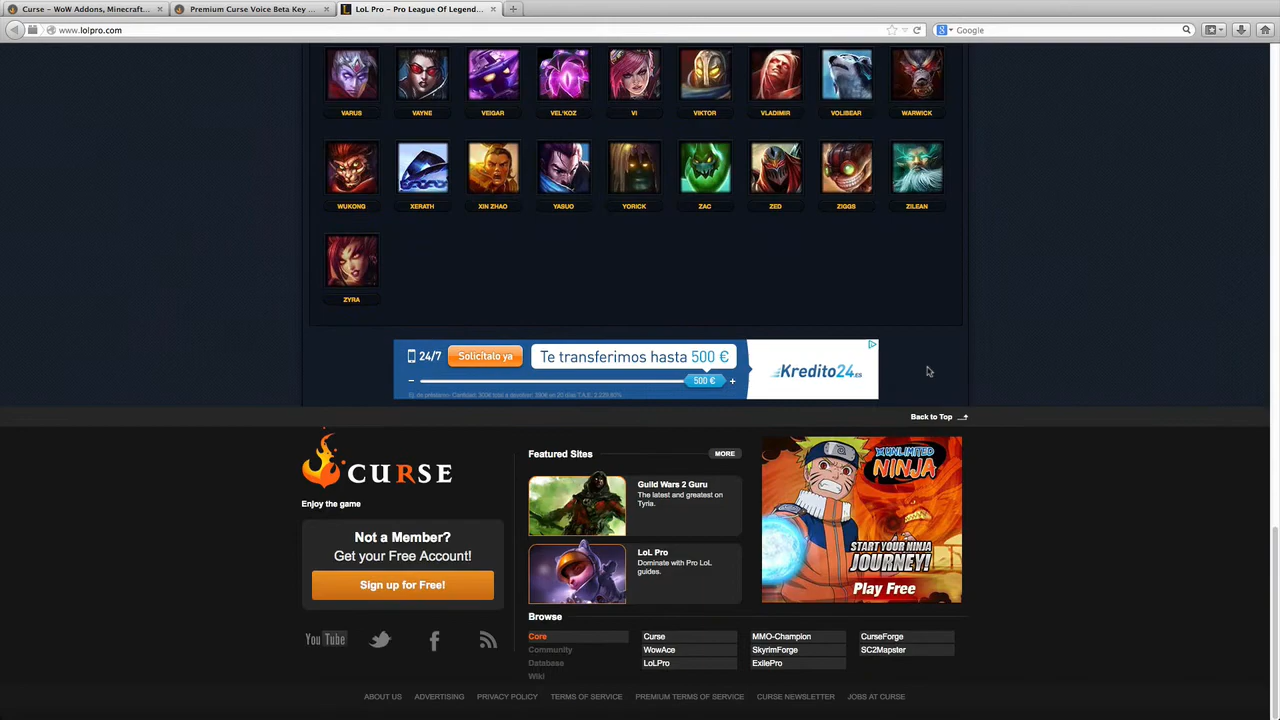 Curse – WoW Addons, Minecraft...
Premium Curse Voice Beta Key ...
LoL Pro – Pro League Of Legend...
www.lolpro.com
Google
VARUS
VAYNE
VEIGAR
VEL'KOZ
VI
VIKTOR
VLADIMIR
VOLIBEAR
WARWICK
WUKONG
XERATH
XIN ZHAO
YASUO
YORICK
ZAC
ZED
ZIGGS
ZILEAN
ZYRA
24/7
Solicítalo ya
Te transferimos hasta 500 €
500 €
Kredito24.ES
Back to Top
CURSE
Enjoy the game
Not a Member?
Get your Free Account!
Sign up for Free!
You Tube
Featured Sites
MORE
Guild Wars 2 Guru
The latest and greatest on
Tyria.
LoL Pro
Dominate with Pro LoL
guides.
UNLIMITED
NINJA
START YOUR NINJA
JOURNEY!
Play Free
Browse
Core
Community
Database
Wiki
Curse
WowAce
LoLPro
MMO-Champion
SkyrimForge
ExilePro
CurseForge
SC2Mapster
ABOUT US
ADVERTISING
PRIVACY POLICY
TERMS OF SERVICE
PREMIUM TERMS OF SERVICE
CURSE NEWSLETTER
JOBS AT CURSE